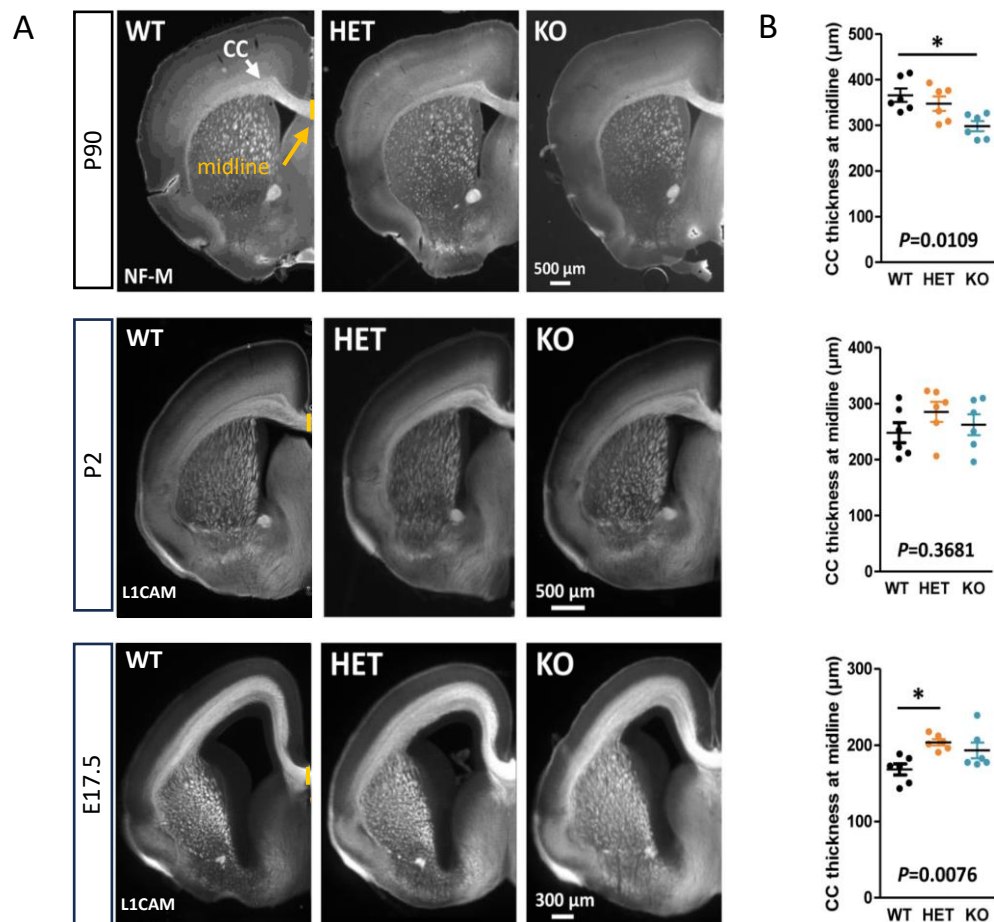 A
B
P90
WT
CC
midline
NF-M
HET
KO
500 µm
CC thickness at midline (µm)
500
400
300
200
100
0
*
P=0.0109
WT HET KO
P2
WT
L1CAM
HET
KO
500 µm
CC thickness at midline (µm)
400
300
200
100
0
P=0.3681
WT HET KO
E17.5
WT
L1CAM
HET
KO
300 µm
CC thickness at midline (µm)
300
200
100
0
*
P=0.0076
WT HET KO